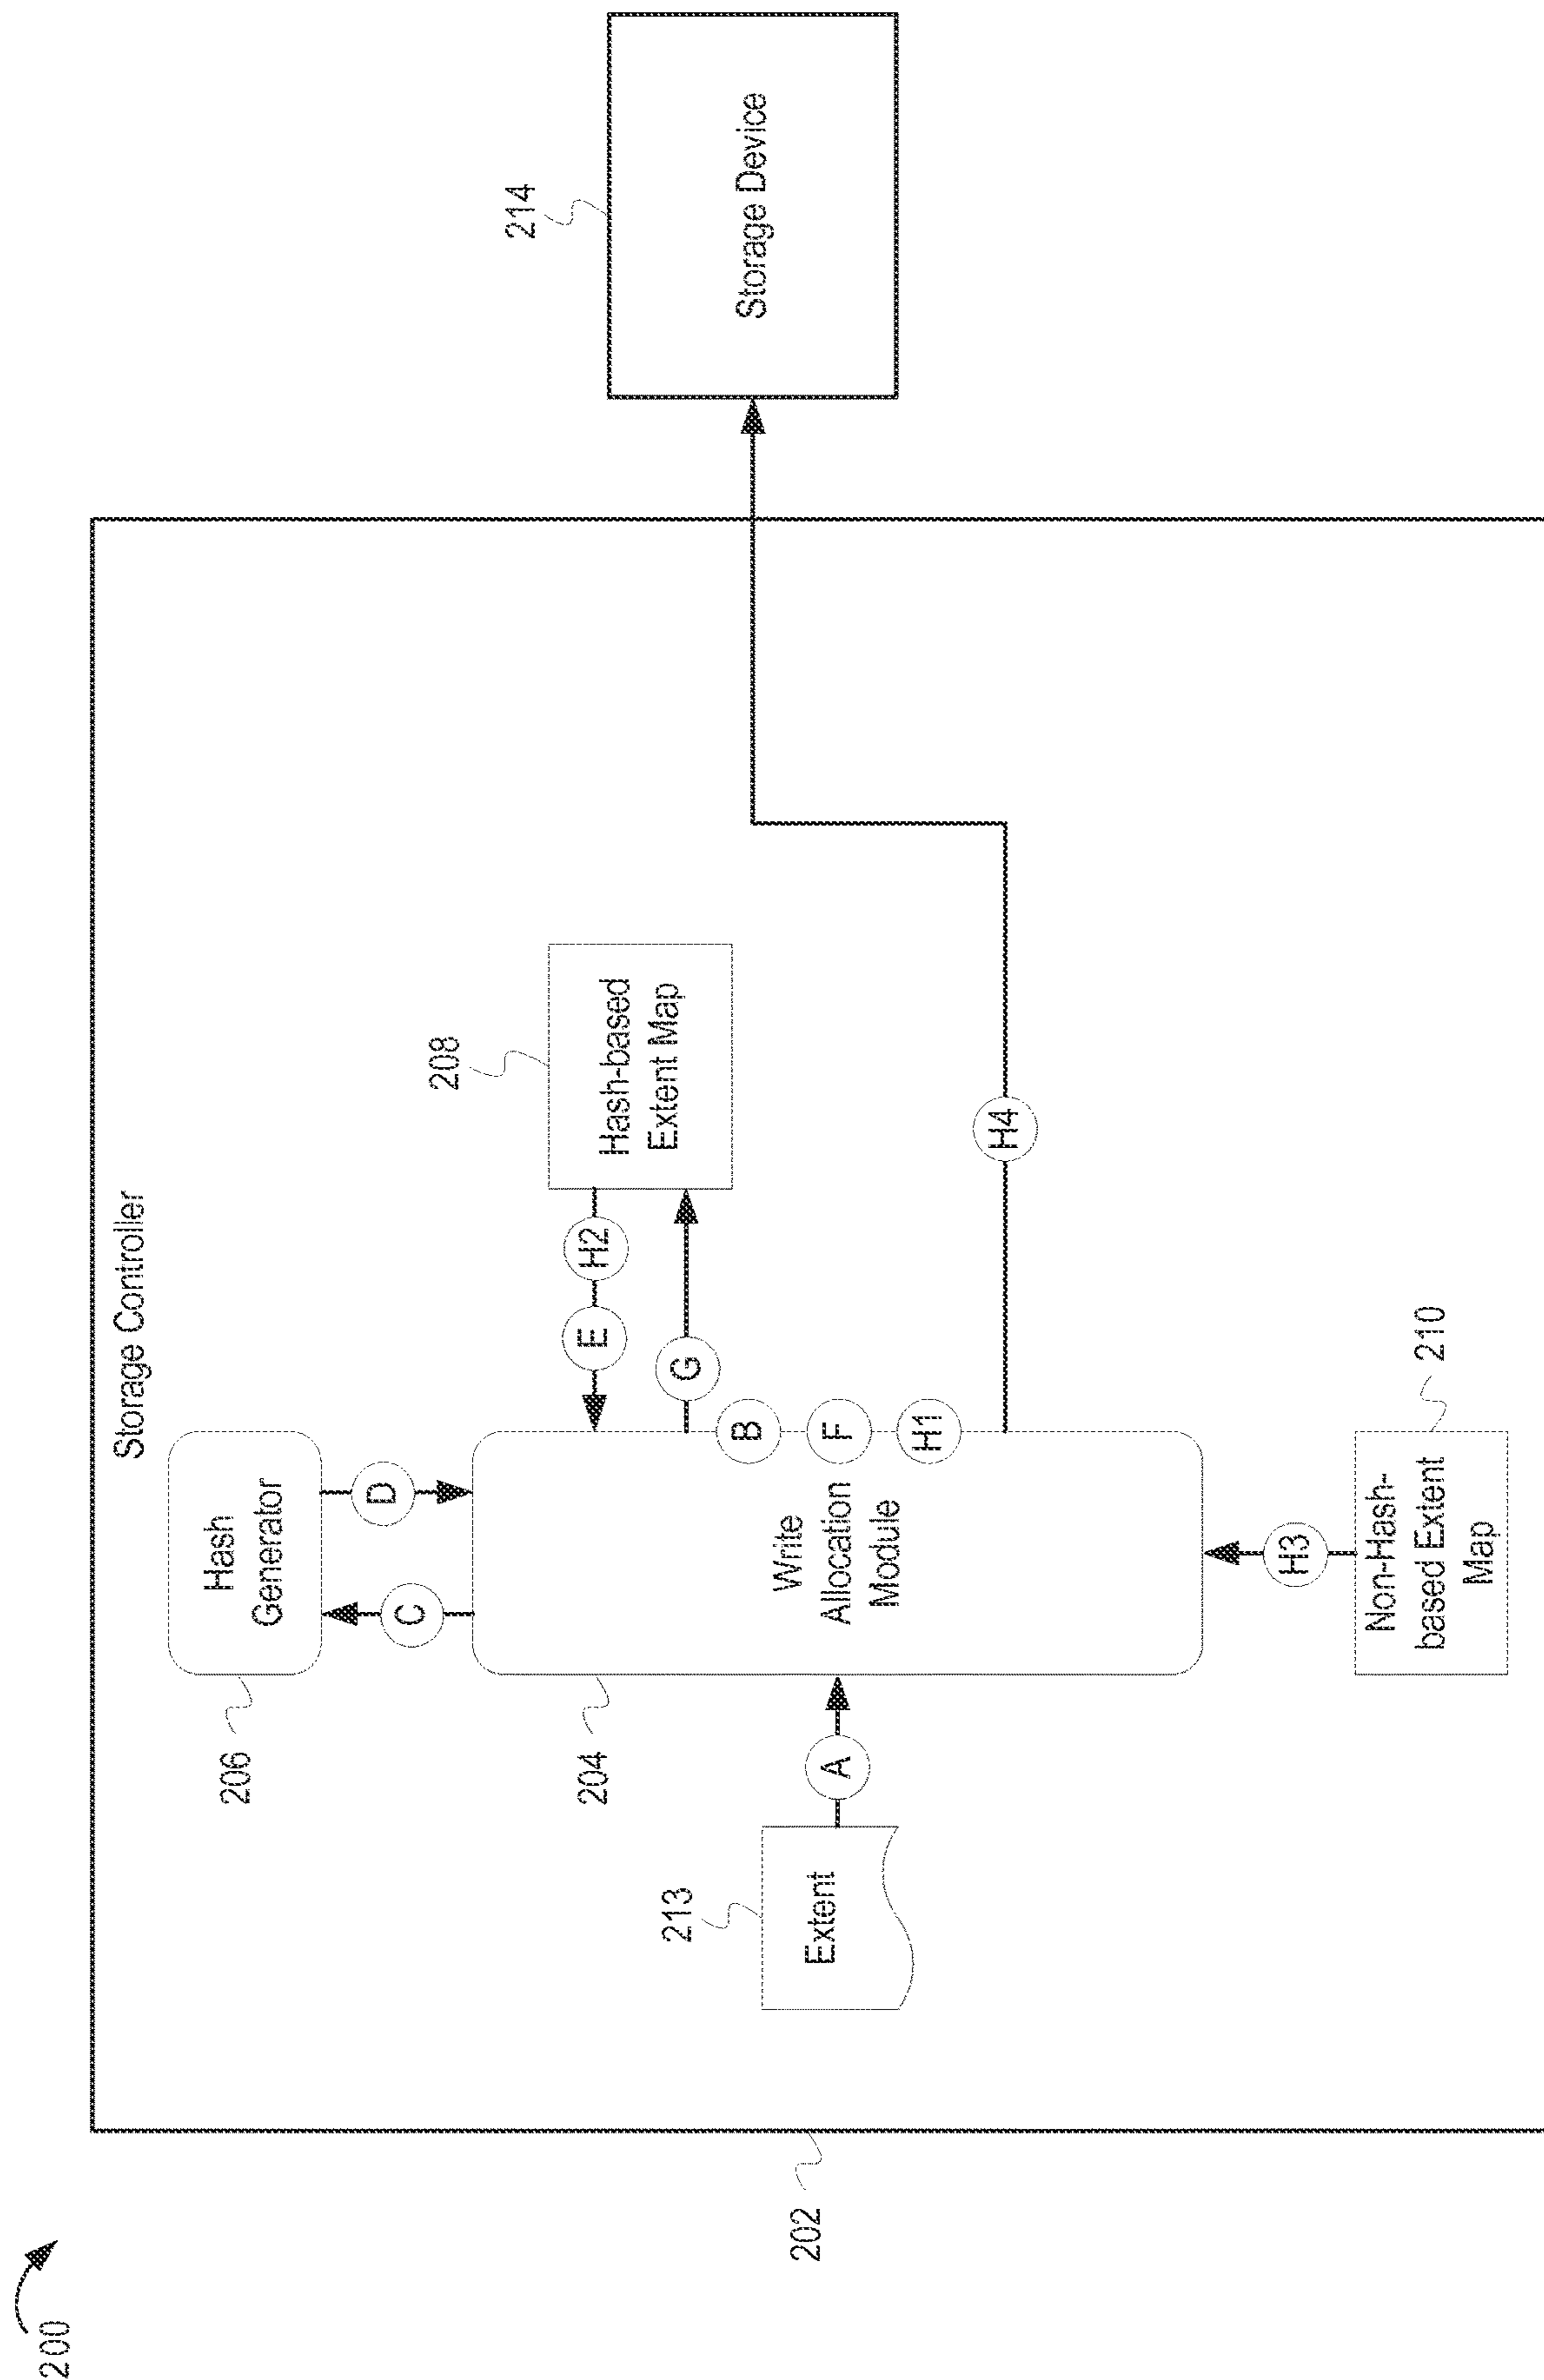 200
202
Storage Controller
206
Hash
Generator
C
D
204
Write
Allocation
Module
213
Extent
A
E
H2
G
B
F
H1
208
Hash-based
Extent Map
H4
H3
210
Non-Hash-
based Extent
Map
214
Storage Device